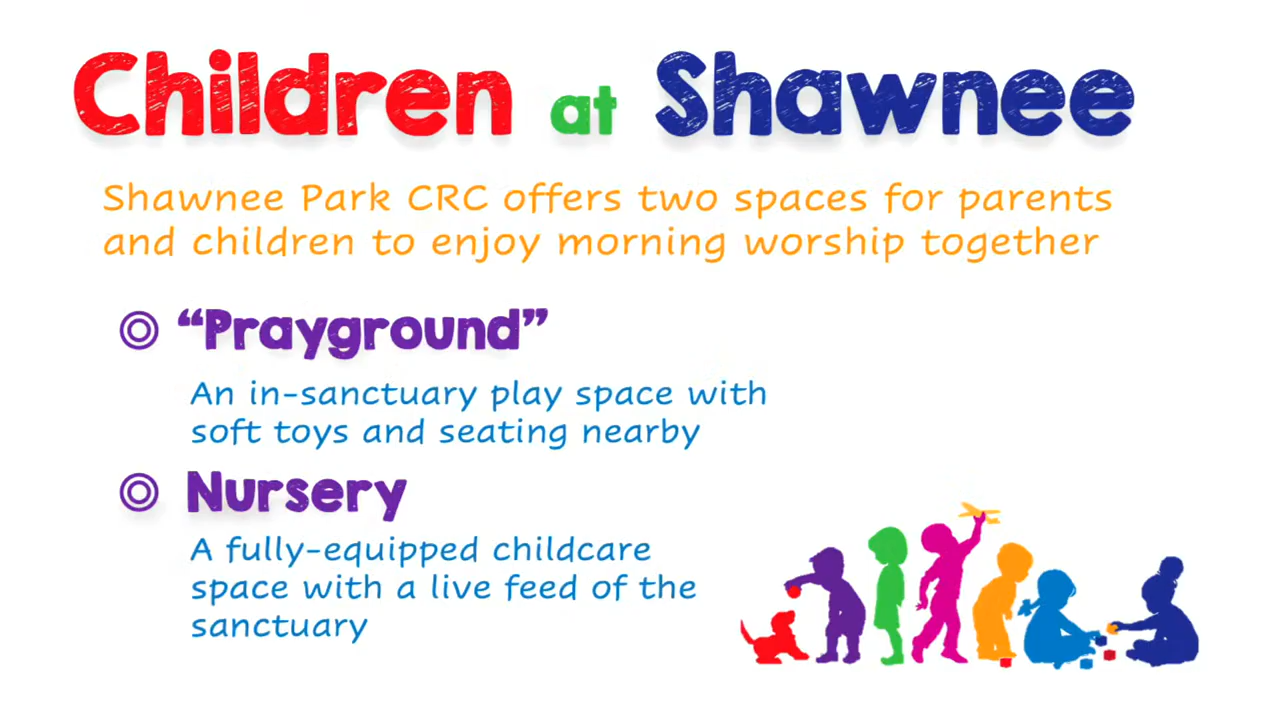 Children at Shawnee
Shawnee Park CRC offers two spaces for parents
and children to enjoy morning worship together
“Prayground”
An in-sanctuary play space with
soft toys and seating nearby
Nursery
A fully-equipped childcare
space with a live feed of the
sanctuary